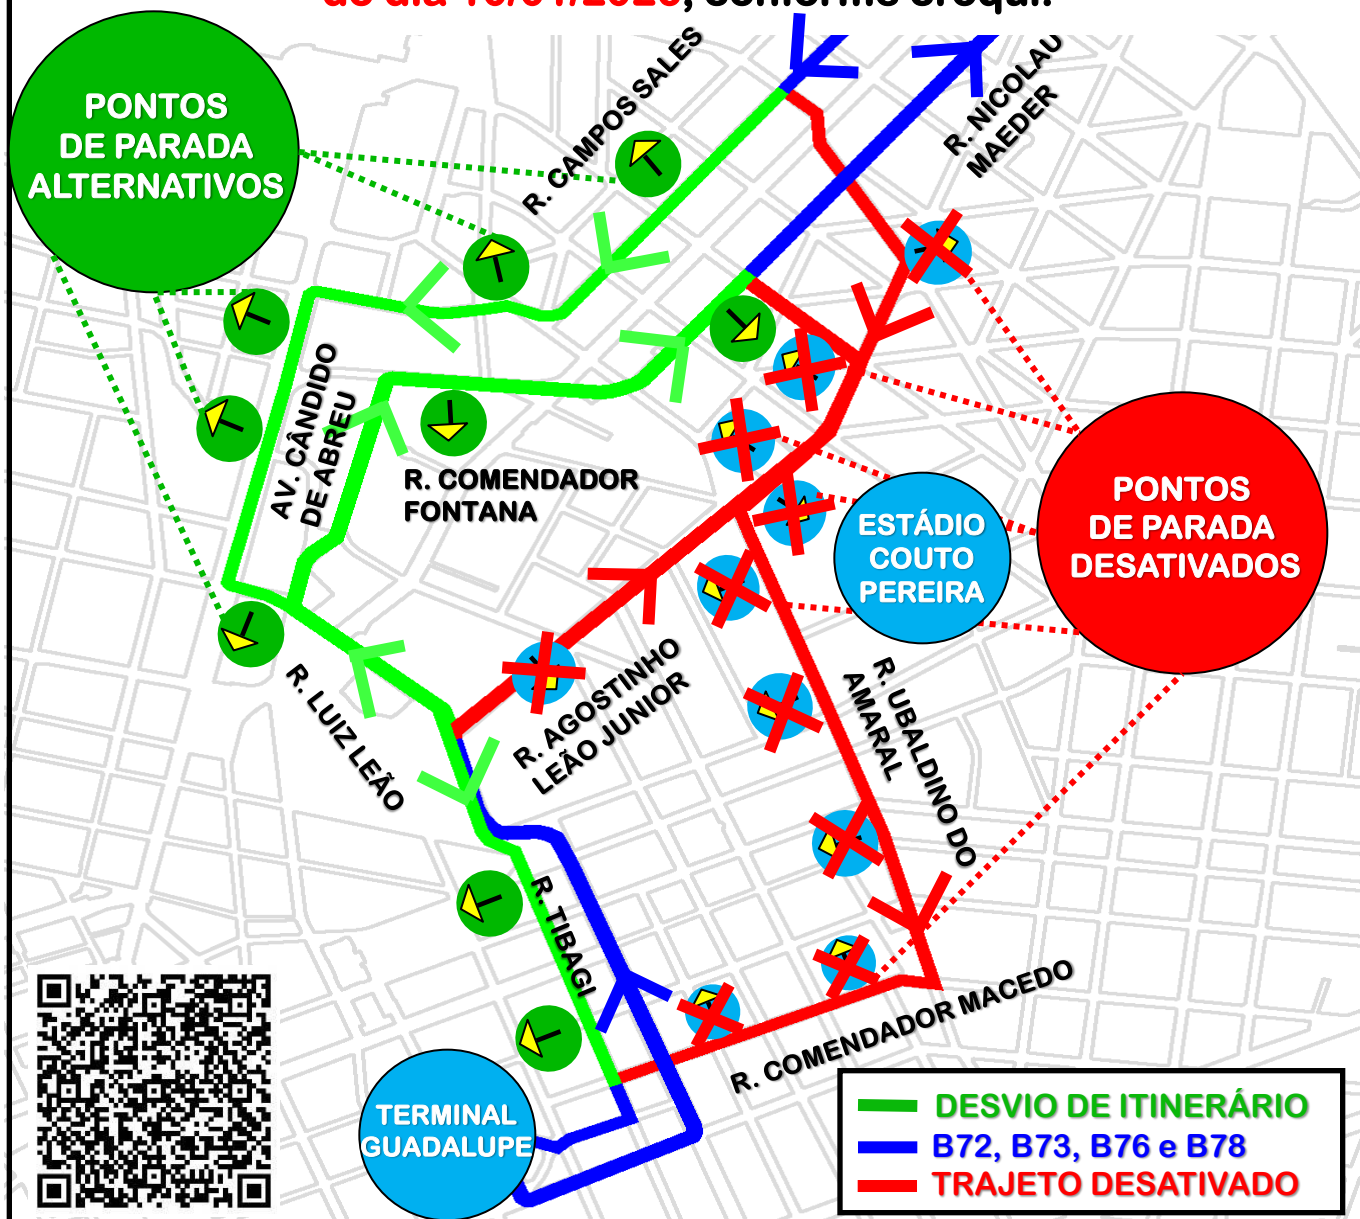 PONTOS
DE PARADA
ALTERNATIVOS
R. CAMPOS SALES
R. NICOLAU
MAEDER
AV. CÂNDIDO
DE ABREU
R. COMENDADOR
FONTANA
PONTOS
DE PARADA
DESATIVADOS
ESTÁDIO
COUTO
PEREIRA
R. LUIZ LEÃO
R. AGOSTINHO
LEÃO JUNIOR
R. UBALDINO DO
AMARAL
R. TIBAGI
R. COMENDADOR MACEDO
TERMINAL
GUADALUPE
DESVIO DE ITINERÁRIO
B72, B73, B76 e B78
TRAJETO DESATIVADO